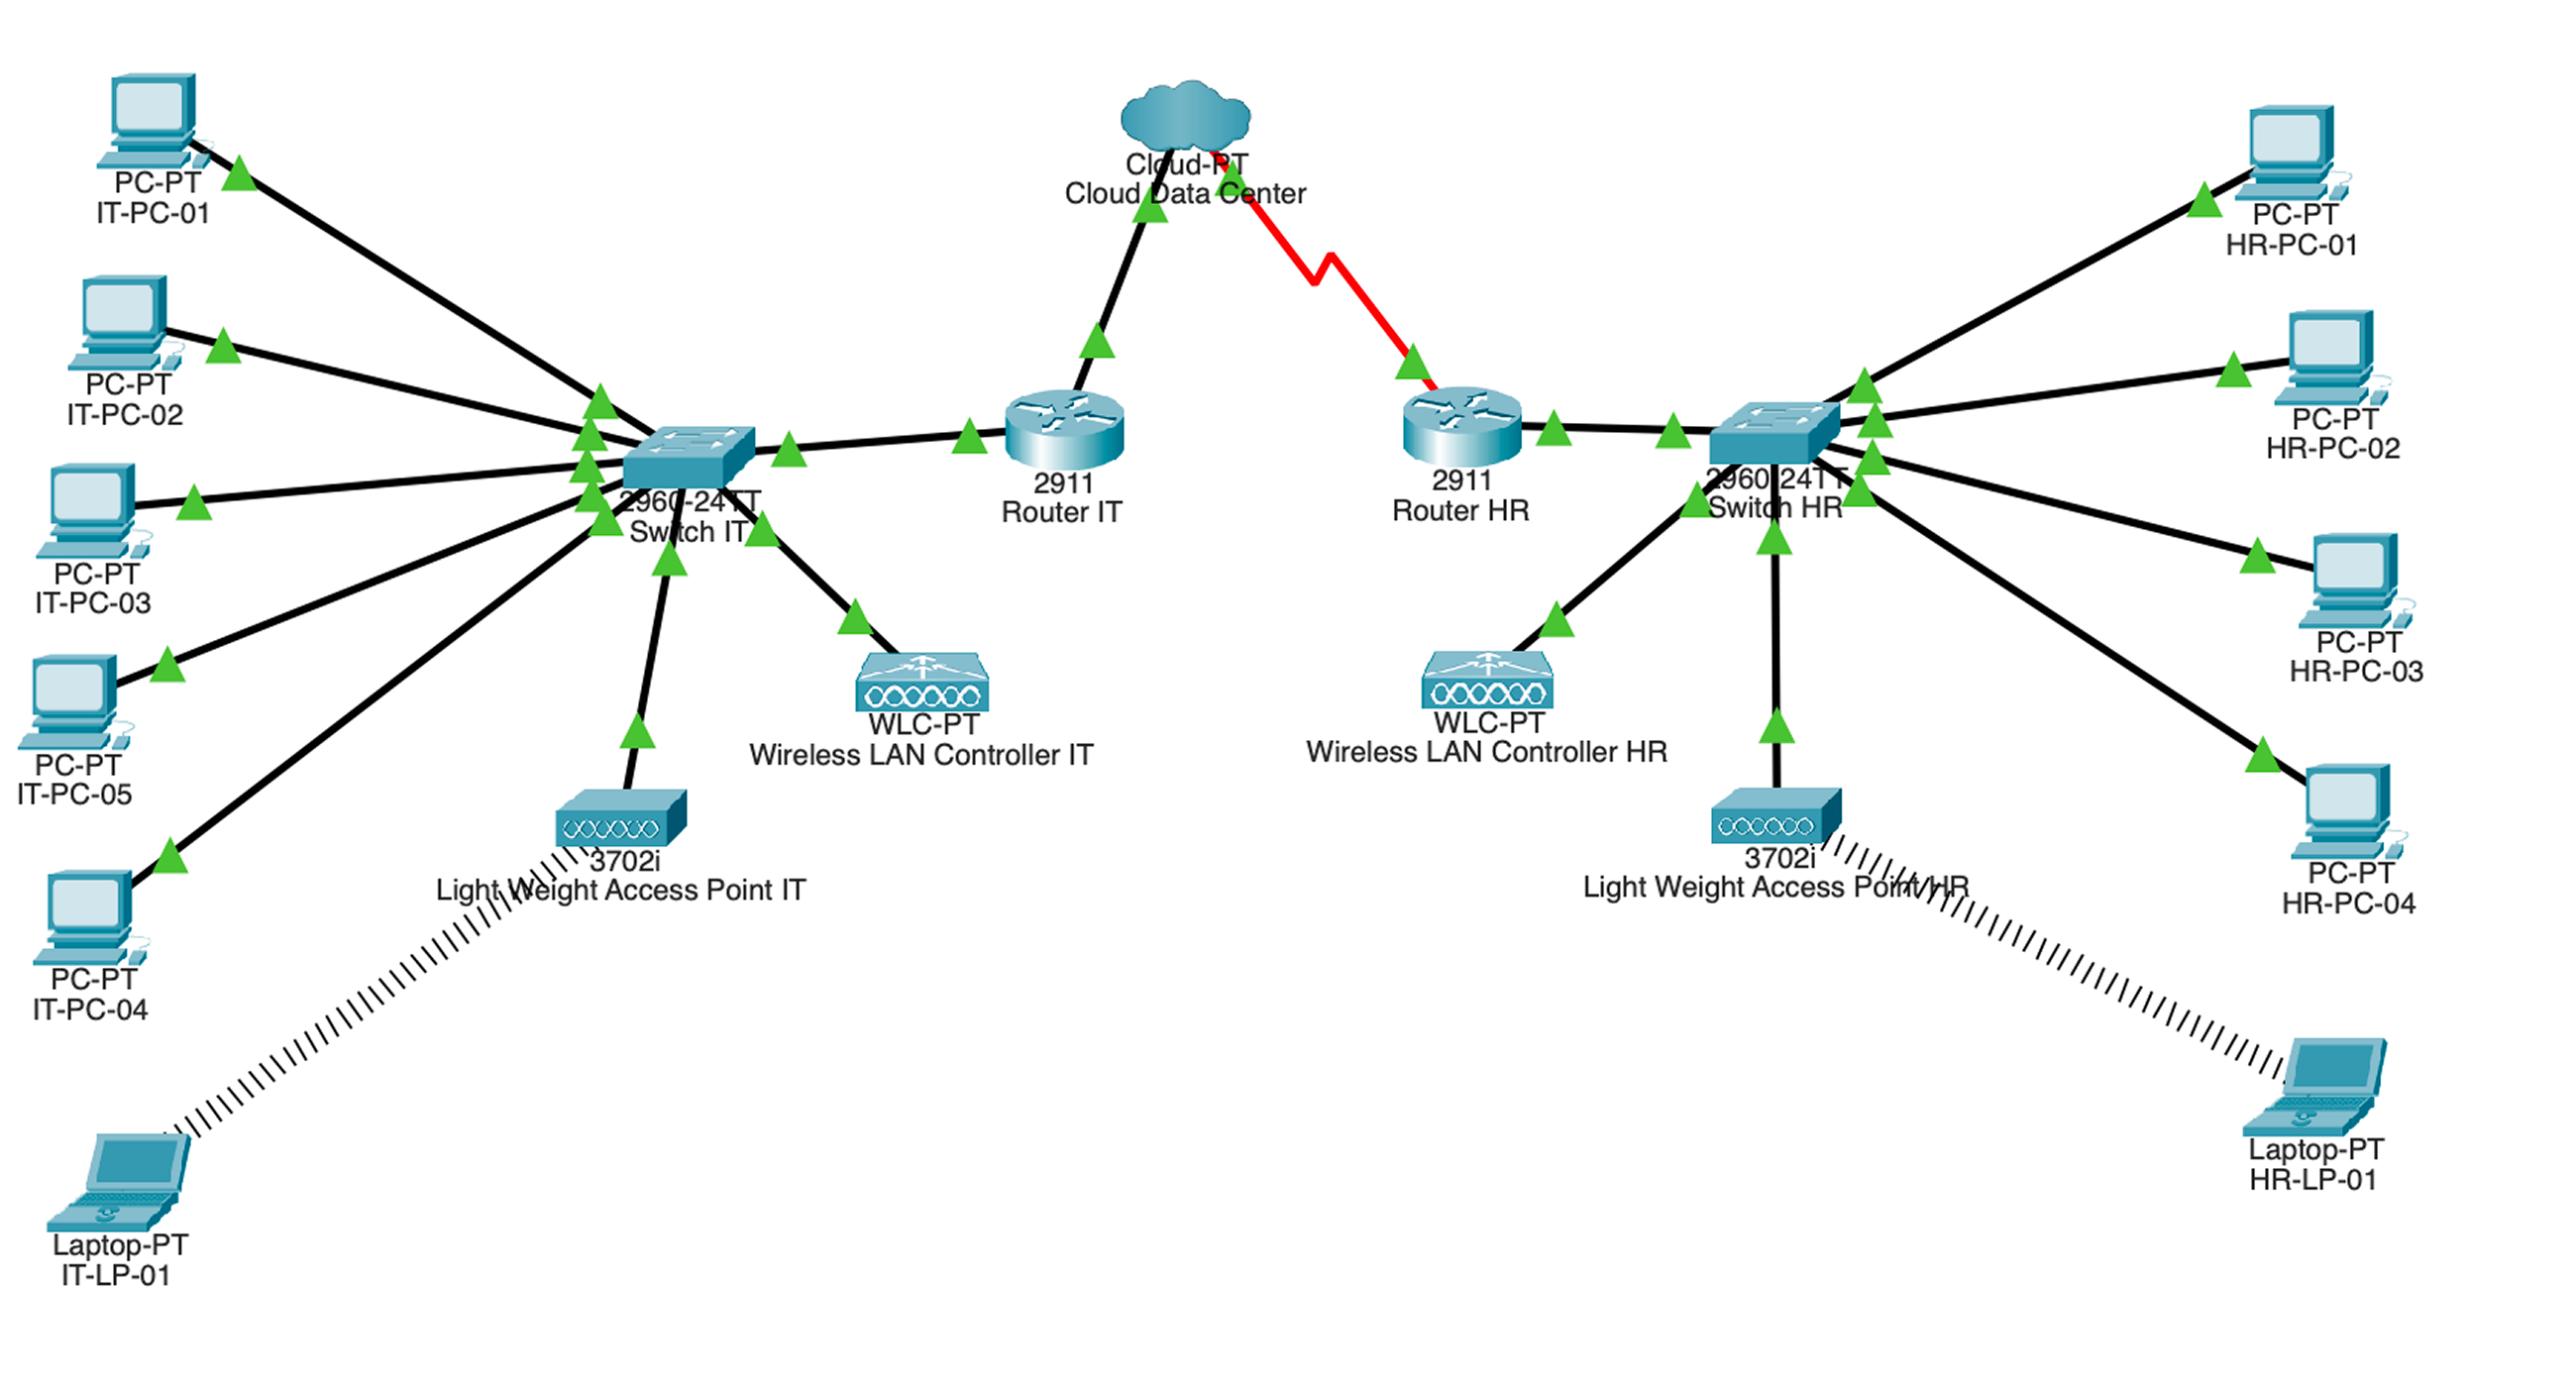 PC-PT
IT-PC-01
PC-PT
IT-PC-02
PC-PT
IT-PC-03
PC-PT
IT-PC-05
PC-PT
IT-PC-04
Laptop-PT
IT-LP-01
2960-24TT
Switch IT
3702i
Light Weight Access Point IT
WLC-PT
Wireless LAN Controller IT
2911
Router IT
Cloud-PT
Cloud Data Center
2911
Router HR
2960-24TT
Switch HR
WLC-PT
Wireless LAN Controller HR
3702i
Light Weight Access Point HR
PC-PT
HR-PC-01
PC-PT
HR-PC-02
PC-PT
HR-PC-03
PC-PT
HR-PC-04
Laptop-PT
HR-LP-01